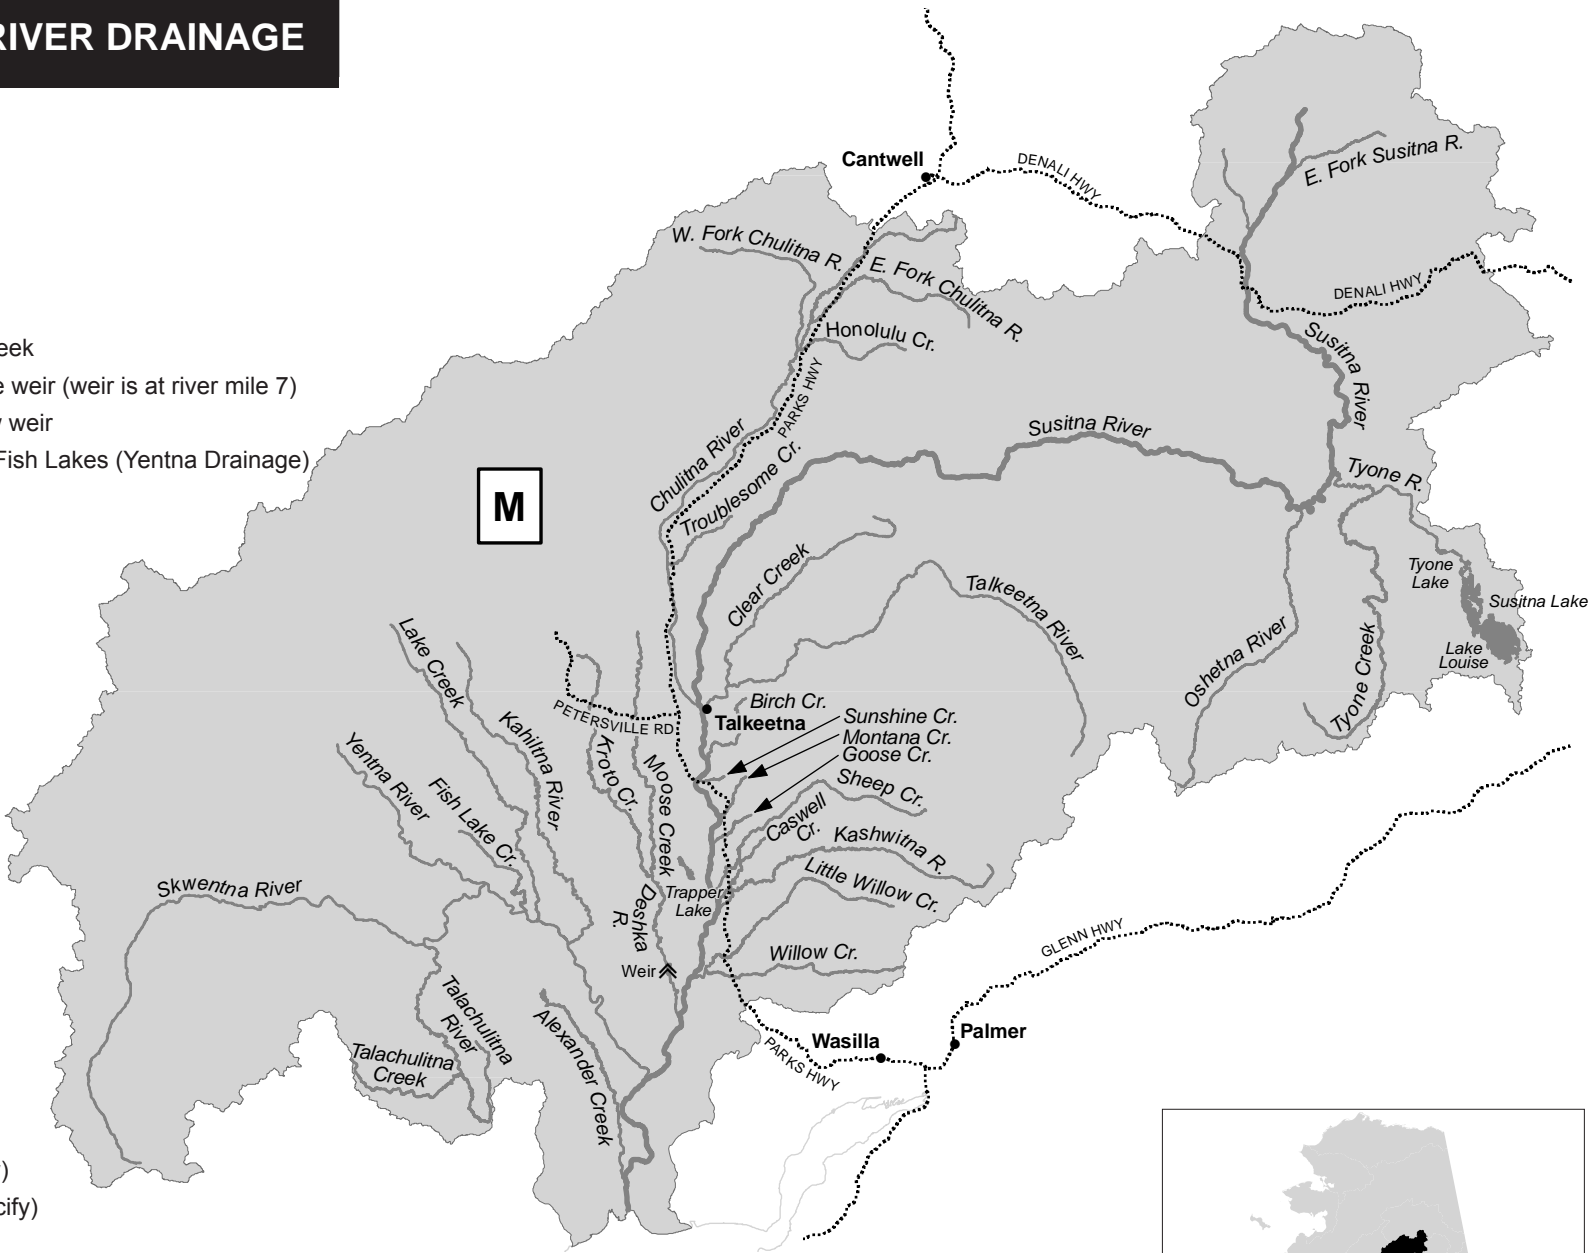 RIVER DRAINAGE
Cantwell
DENALI HWY
E. Fork Susitna R.
W. Fork Chulitna R.
E. Fork Chulitna R.
DENALI HWY
Honolulu Cr.
Susitna River
eek
e weir (weir is at river mile 7)
weir
Fish Lakes (Yentna Drainage)
PARKS HWY
Chulitna River
Susitna River
Troublesome Cr.
Tyone R.
M
Clear Creek
Talkeetna River
Tyone
Lake
Susitna Lake
Lake
Louise
Oshetna River
Tyone Creek
Lake Creek
PETERSVILLE RD
Birch Cr.
Talkeetna
Sunshine Cr.
Montana Cr.
Goose Cr.
Sheep Cr.
Kahiltna River
Kroto Cr.
Moose Creek
Yentna River
Fish Lake Cr.
Caswell
Cr.
Kashwitna R.
Little Willow Cr.
Skwentna River
Trapper
Lake
Deshka
R.
Willow Cr.
Weir
GLENN HWY
Talachulitna
River
Alexander Creek
Talachulitna
Creek
Wasilla
Palmer
PARKS HWY
)
cify)